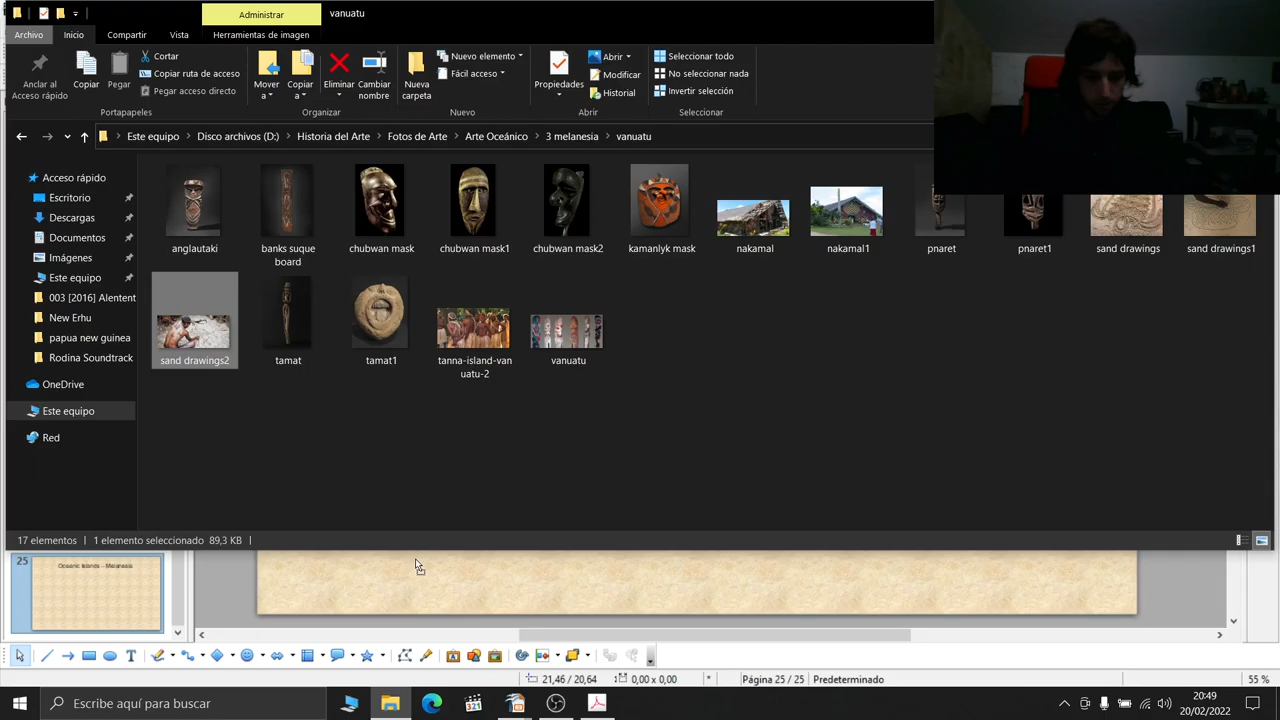 Administrar
vanuatu
Archivo
Inicio
Compartir
Vista
Herramientas de imagen
Anclar al
Acceso rápido
Copiar
Pegar
Cortar
Copiar ruta de acceso
Pegar acceso directo
Mover
a
Copiar
a
Eliminar
Cambiar
nombre
Nueva
carpeta
Nuevo elemento
Fácil acceso
Propiedades
Abrir
Modificar
Historial
Seleccionar todo
No seleccionar nada
Invertir selección
Portapapeles
Organizar
Nuevo
Abrir
Seleccionar
Este equipo
Disco archivos (D:)
Historia del Arte
Fotos de Arte
Arte Oceánico
3 melanesia
vanuatu
Acceso rápido
Escritorio
Descargas
Documentos
Imágenes
Este equipo
003 [2016] Alentent
New Erhu
papua new guinea
Rodina Soundtrack
OneDrive
Este equipo
Red
anglautaki
banks suque
board
chubwan mask
chubwan mask1
chubwan mask2
kamanlyk mask
nakamal
nakamal1
pnaret
pnaret1
sand drawings
sand drawings1
sand drawings2
tamat
tamat1
tanna-island-van
uatu-2
vanuatu
17 elementos
1 elemento seleccionado 89,3 KB
25
Oceanic Islands - Melanesia
21,46 / 20,64
0,00 x 0,00
*
Página 25 / 25
Predeterminado
55 %
Escribe aquí para buscar
321
20:49
20/02/2022